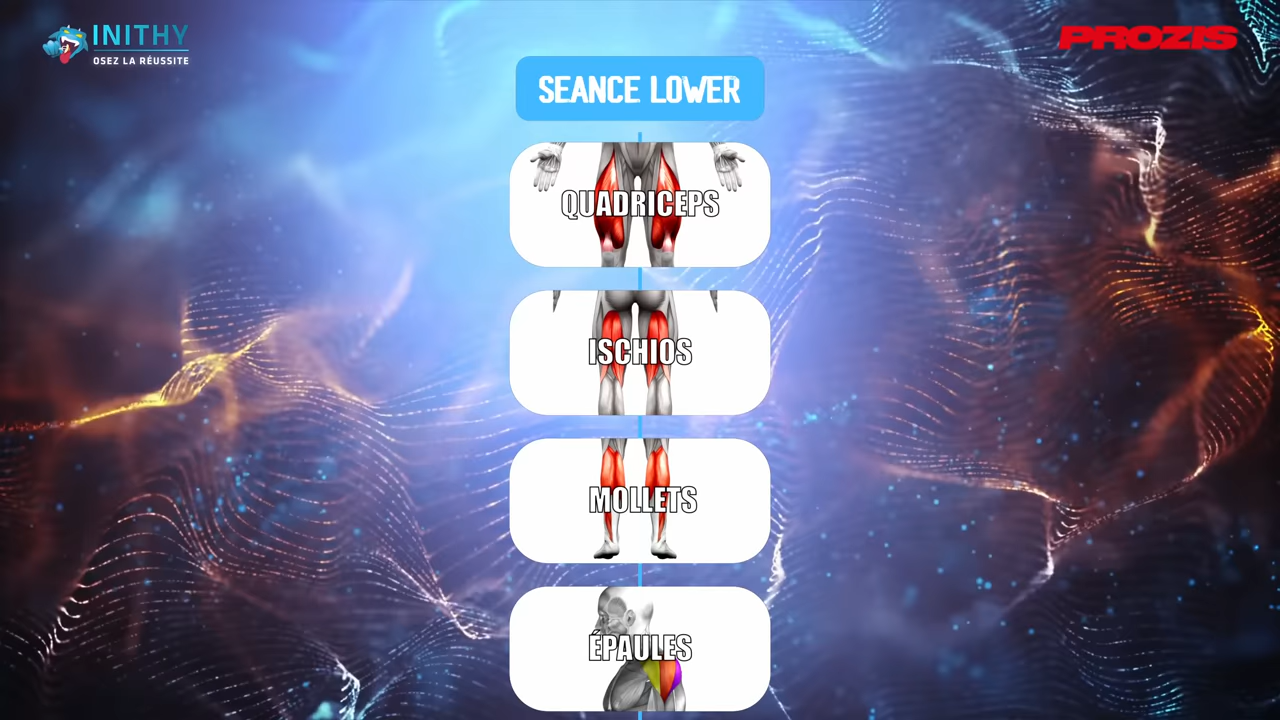 INITHY
OSEZ LA RÉUSSITE
PROZIS
SEANCE LOWER
QUADRICEPS
ISCHIOS
MOLLETS
ÉPAULES